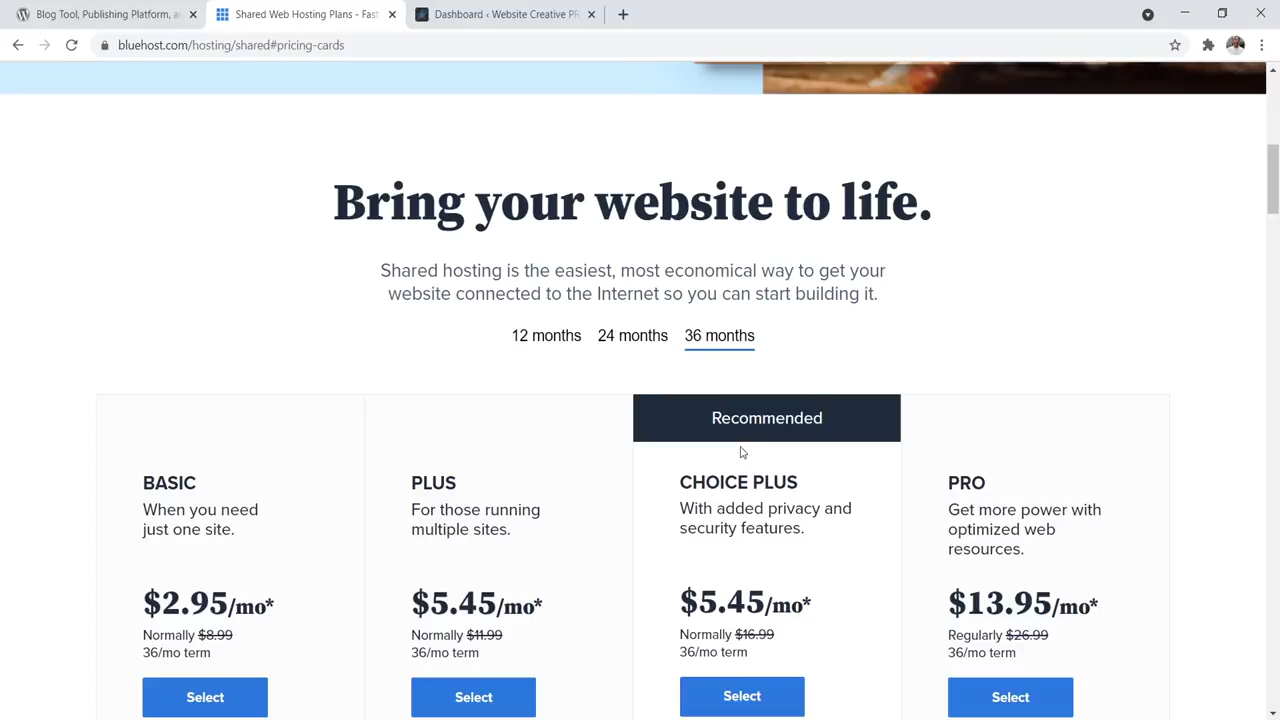 Blog Tool, Publishing Platform, a
Shared Web Hosting Plans - Fast
Dashboard ‹ Website Creative PR
bluehost.com/hosting/shared#pricing-cards
Bring your website to life.
Shared hosting is the easiest, most economical way to get your
website connected to the Internet so you can start building it.
12 months 24 months 36 months
Recommended
BASIC
When you need
just one site.
$2.95/mo*
Normally $8.99
36/mo term
Select
PLUS
For those running
multiple sites.
$5.45/mo*
Normally $11.99
36/mo term
Select
CHOICE PLUS
With added privacy and
security features.
$5.45/mo*
Normally $16.99
36/mo term
Select
PRO
Get more power with
optimized web
resources.
$13.95/mo*
Regularly $26.99
36/mo term
Select